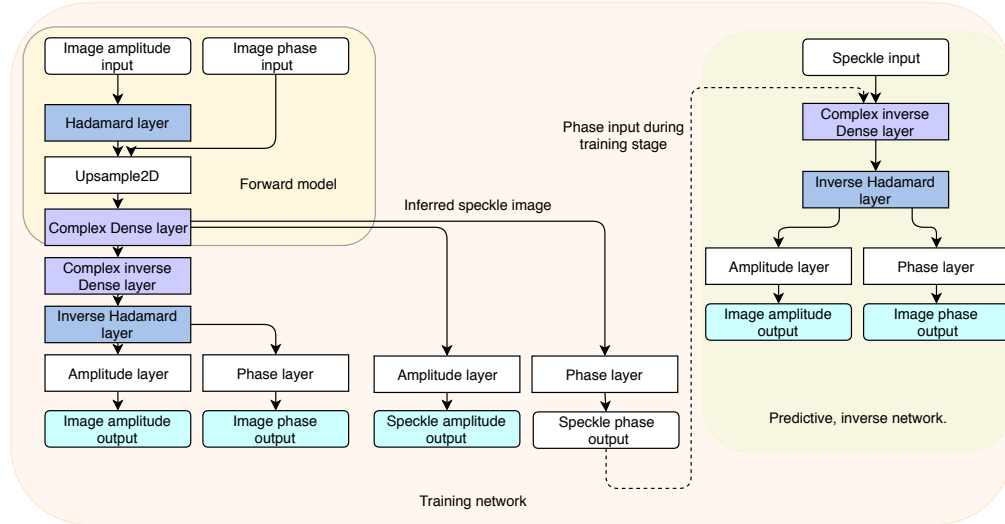 Image amplitude
input
Image phase
input
Hadamard layer
Upsample2D
Forward model
Complex Dense layer
Inferred speckle image
Complex inverse
Dense layer
Inverse Hadamard
layer
Amplitude layer
Phase layer
Amplitude layer
Phase layer
Image amplitude
output
Image phase
output
Speckle amplitude
output
Speckle phase
output
Training network
Phase input during
training stage
Speckle input
Complex inverse
Dense layer
Inverse Hadamard
layer
Amplitude layer
Phase layer
Image amplitude
output
Image phase
output
Predictive, inverse network.